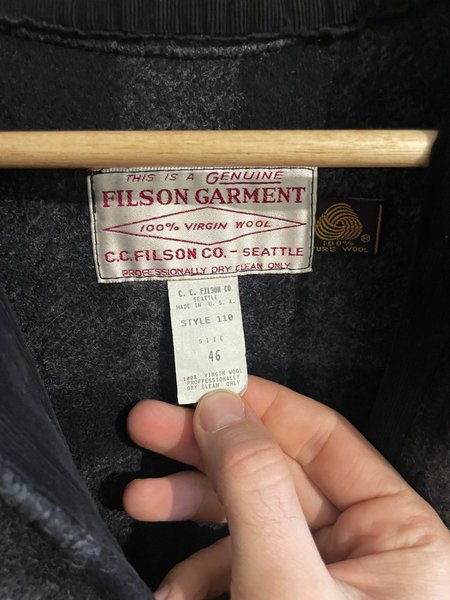 THIS IS A GENUINE
FILSON GARMENT
100% VIRGIN WOOL
C.C. FILSON CO. - SEATTLE
PROFESSIONALLY DRY CLEAN ONLY
100%
PURE WOOL
®
C. C. FILSON CO
SEATTLE
MADE IN U.S.A.
STYLE 110
SIZE
46
100% VIRGIN WOOL
PROFFESSIONALLY
DRY CLEAN ONLY